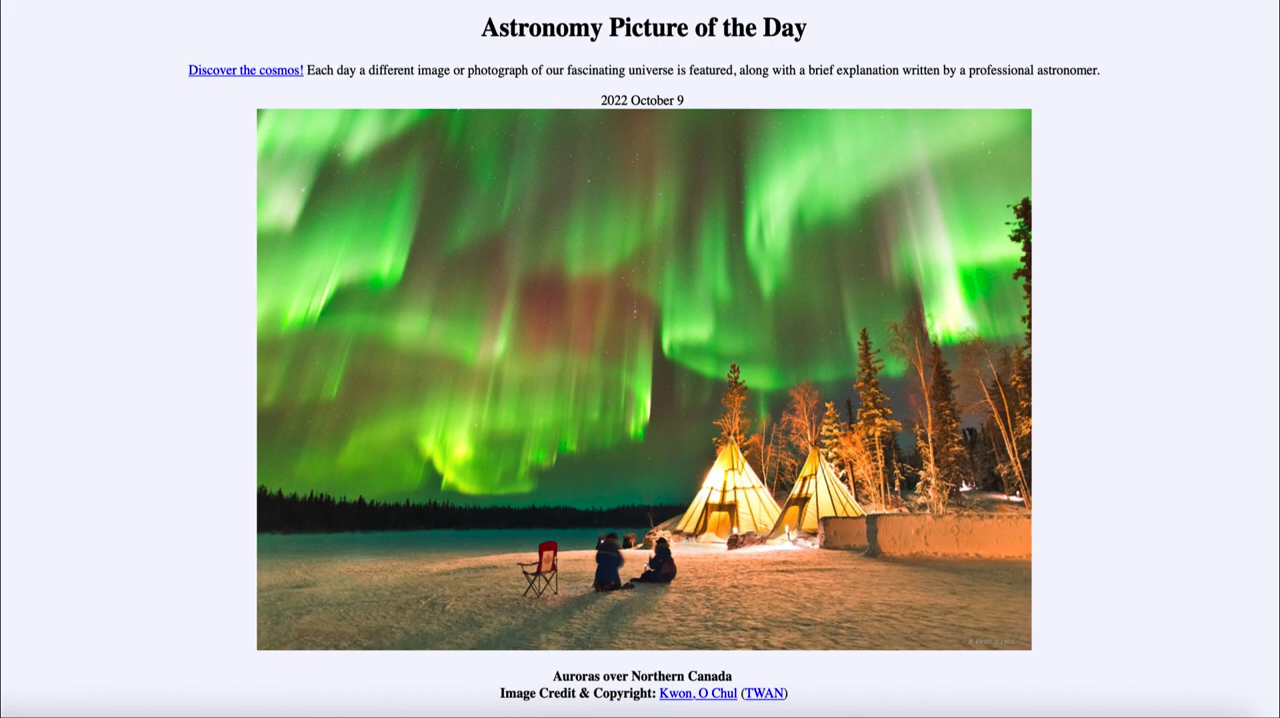 Astronomy Picture of the Day
Discover the cosmos! Each day a different image or photograph of our fascinating universe is featured, along with a brief explanation written by a professional astronomer.
2022 October 9
Auroras over Northern Canada
Image Credit & Copyright: Kwon, O Chul (TWAN)